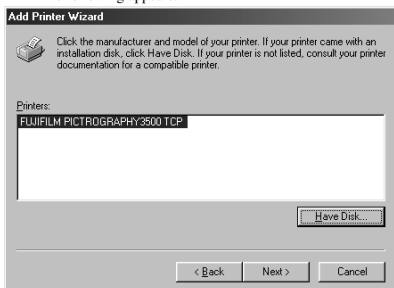 Add Printer Wizard
Click the manufacturer and model of your printer. If your printer came with an
installation disk, click Have Disk. If your printer is not listed, consult your printer
documentation for a compatible printer.
Printers:
FUJIFILM PICTROGRAPHY3500 TCP
Have Disk...
< Back
Next >
Cancel